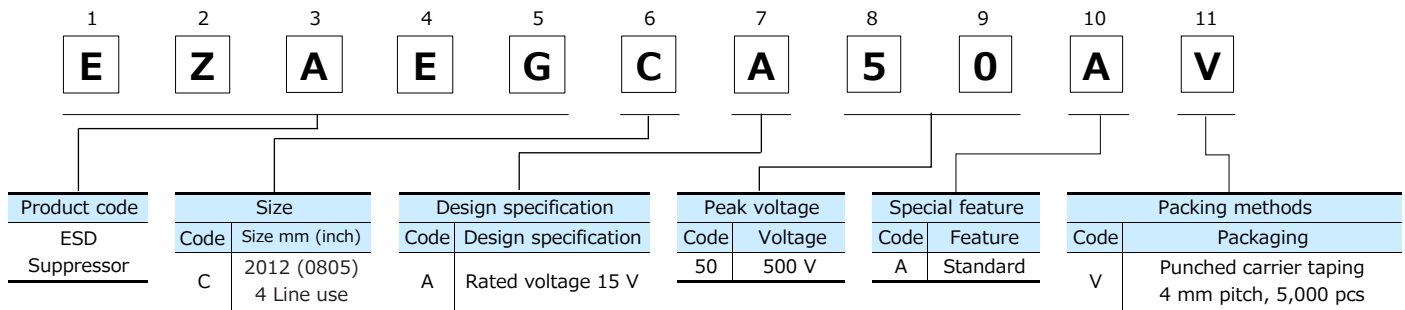 1 2 3 4 5 6 7 8 9 10 11
E Z A E G C A 5 0 A V
Product code Size Design specification Peak voltage Special feature Packing methods
ESD Code Size mm (inch) Code Design specification Code Voltage Code Feature Code Packaging
Suppressor C 2012 (0805) A Rated voltage 15 V 50 500 V A Standard V Punched carrier taping
4 Line use 4 mm pitch, 5,000 pcs